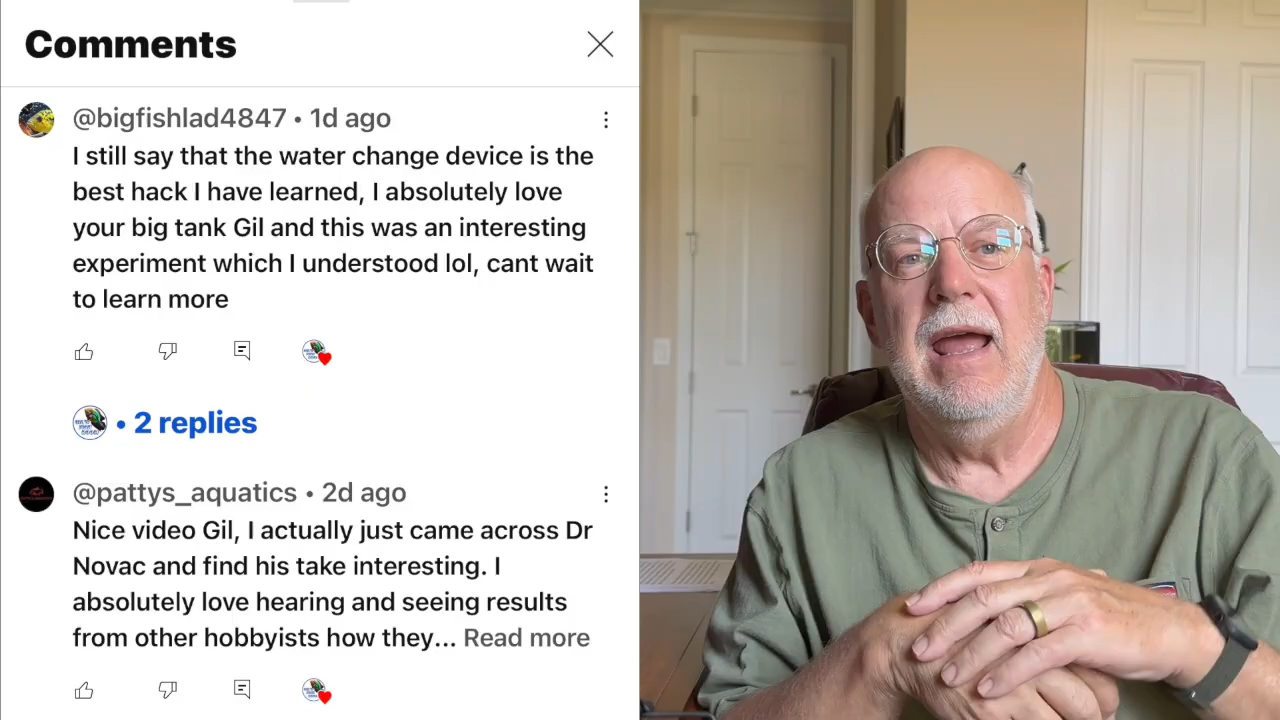 Comments
@bigfishlad4847 • 1d ago
I still say that the water change device is the
best hack I have learned, I absolutely love
your big tank Gil and this was an interesting
experiment which I understood lol, cant wait
to learn more
• 2 replies
@pattys_aquatics • 2d ago
Nice video Gil, I actually just came across Dr
Novac and find his take interesting. I
absolutely love hearing and seeing results
from other hobbyists how they... Read more